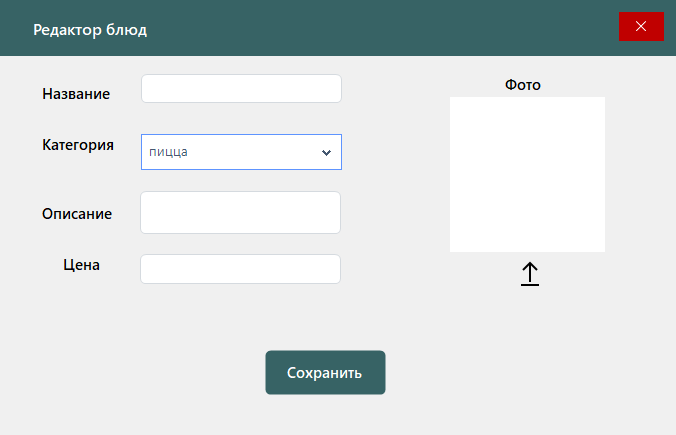 Редактор блюд
Название
Фото
Категория
пицца
Описание
Цена
Сохранить